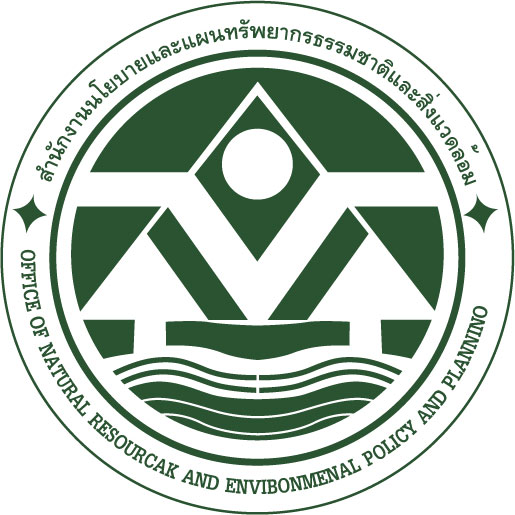 สำนักงานนโยบายและแผนทรัพยากรธรรมชาติและสิ่งแวดล้อม
OFFICE OF NATURAL RESOURCAK AND ENVIBONMENAL POLICY AND PLANNINO